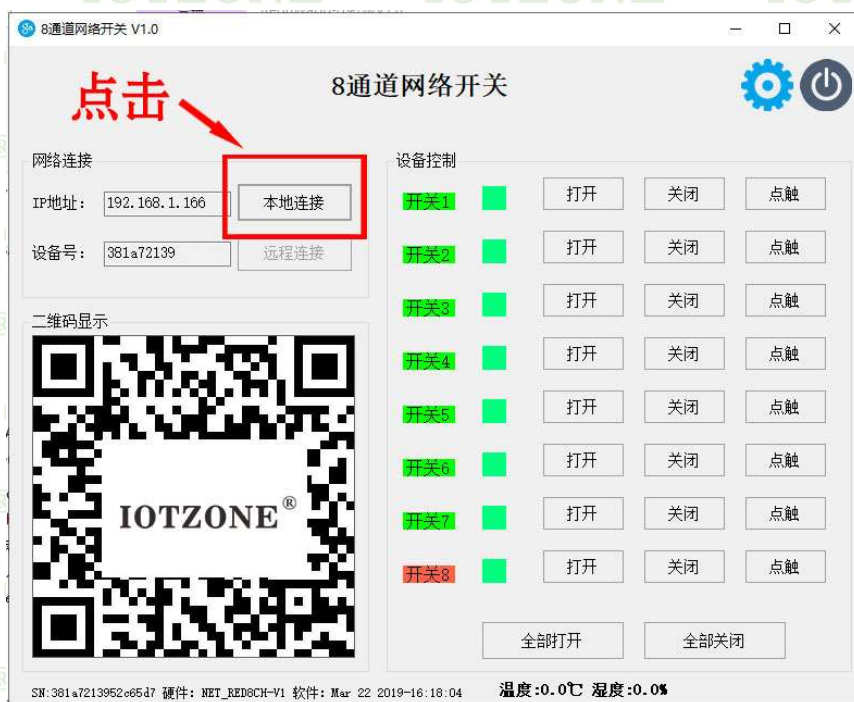 8通道网络开关 V1.0
8通道网络开关
点击
网络连接
IP地址： 192.168.1.166 本地连接
设备号： 381a72139 远程连接
二维码显示
IOTZONE®
设备控制
开关1 打开 关闭 点触
开关2 打开 关闭 点触
开关3 打开 关闭 点触
开关4 打开 关闭 点触
开关5 打开 关闭 点触
开关6 打开 关闭 点触
开关7 打开 关闭 点触
开关8 打开 关闭 点触
全部打开 全部关闭
SN:381a7213952c65d7 硬件: NET_RED8CH-V1 软件: Mar 22 2019-16:18:04 温度:0.0℃ 湿度:0.0%